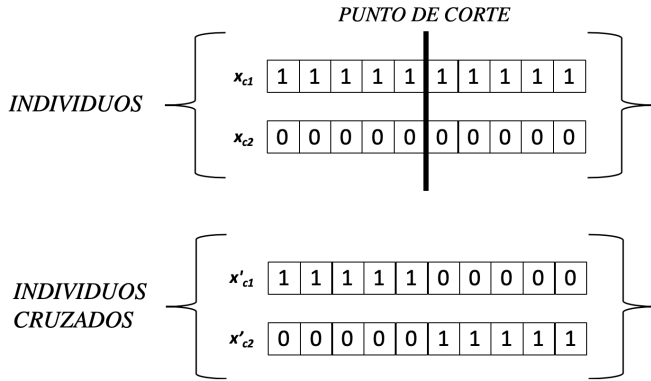 PUNTO DE CORTE
INDIVIDUOS
x_c1 1 1 1 1 1 1 1 1 1 1
x_c2 0 0 0 0 0 0 0 0 0 0
INDIVIDUOS
CRUZADOS
x'_c1 1 1 1 1 1 0 0 0 0 0
x'_c2 0 0 0 0 0 1 1 1 1 1